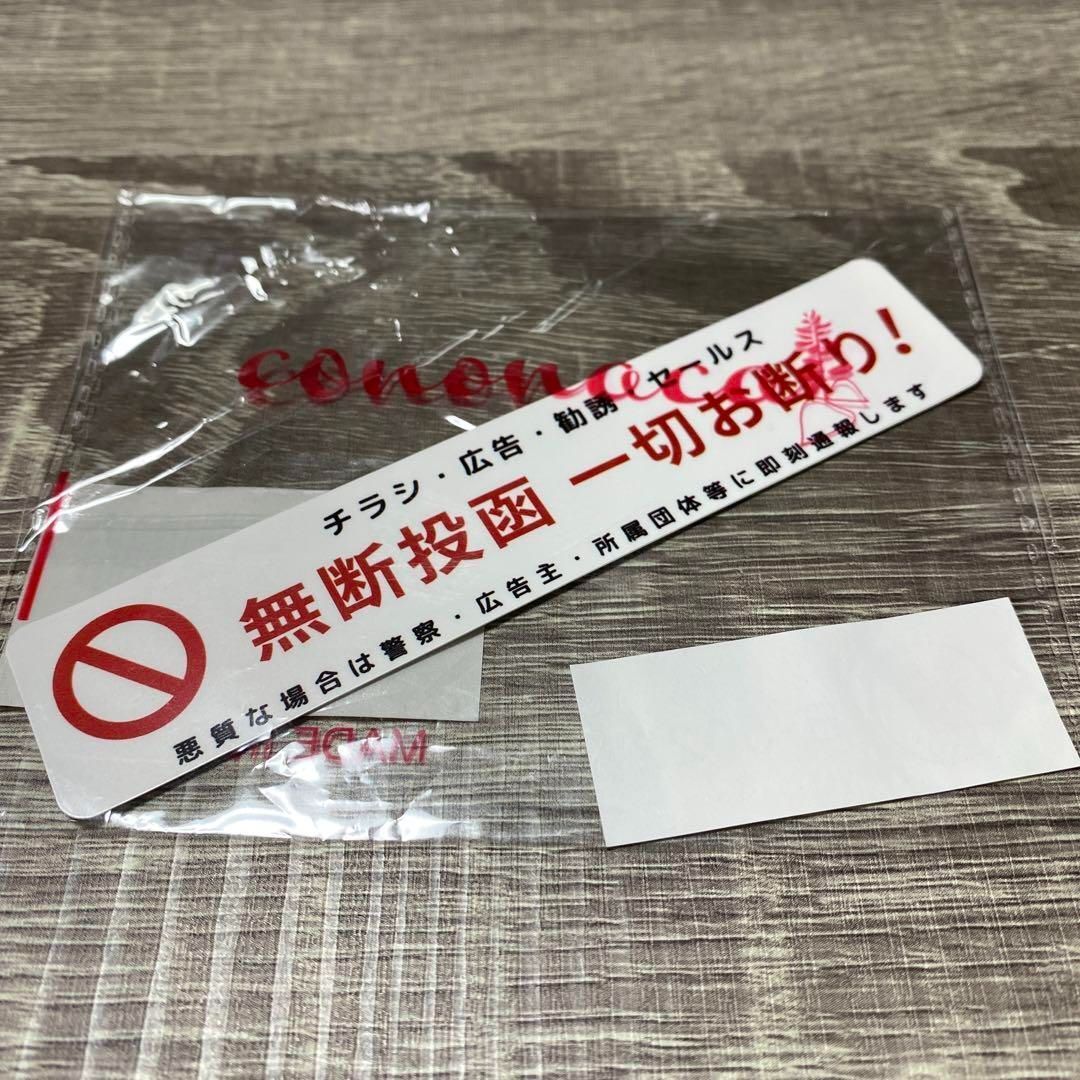 cononaca
チラシ・広告・勧誘・セールス
無断投函 一切お断り！
悪質な場合は警察・広告主・所属団体等に即刻通報します
MADE